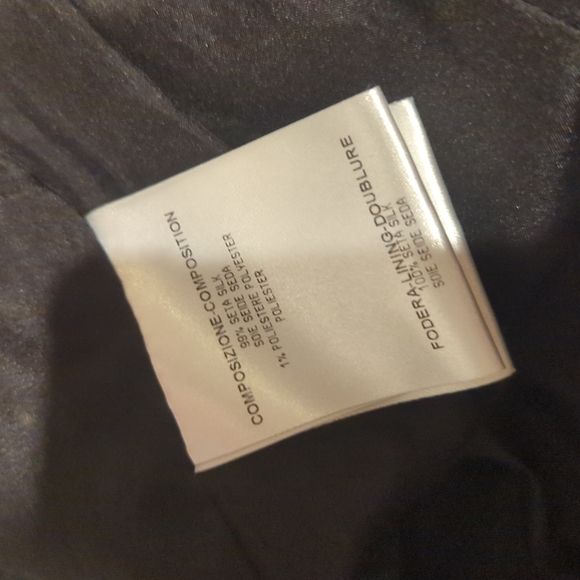 COMPOSIZIONE-COMPOSITION
99% SETA SILK
SOIE SEIDE SEDA
1% POLIESTERE POLYESTER
POLIESTER
FODERA-LINING-DOUBLURE
100% SETA SILK
SOIE SEIDE SEDA